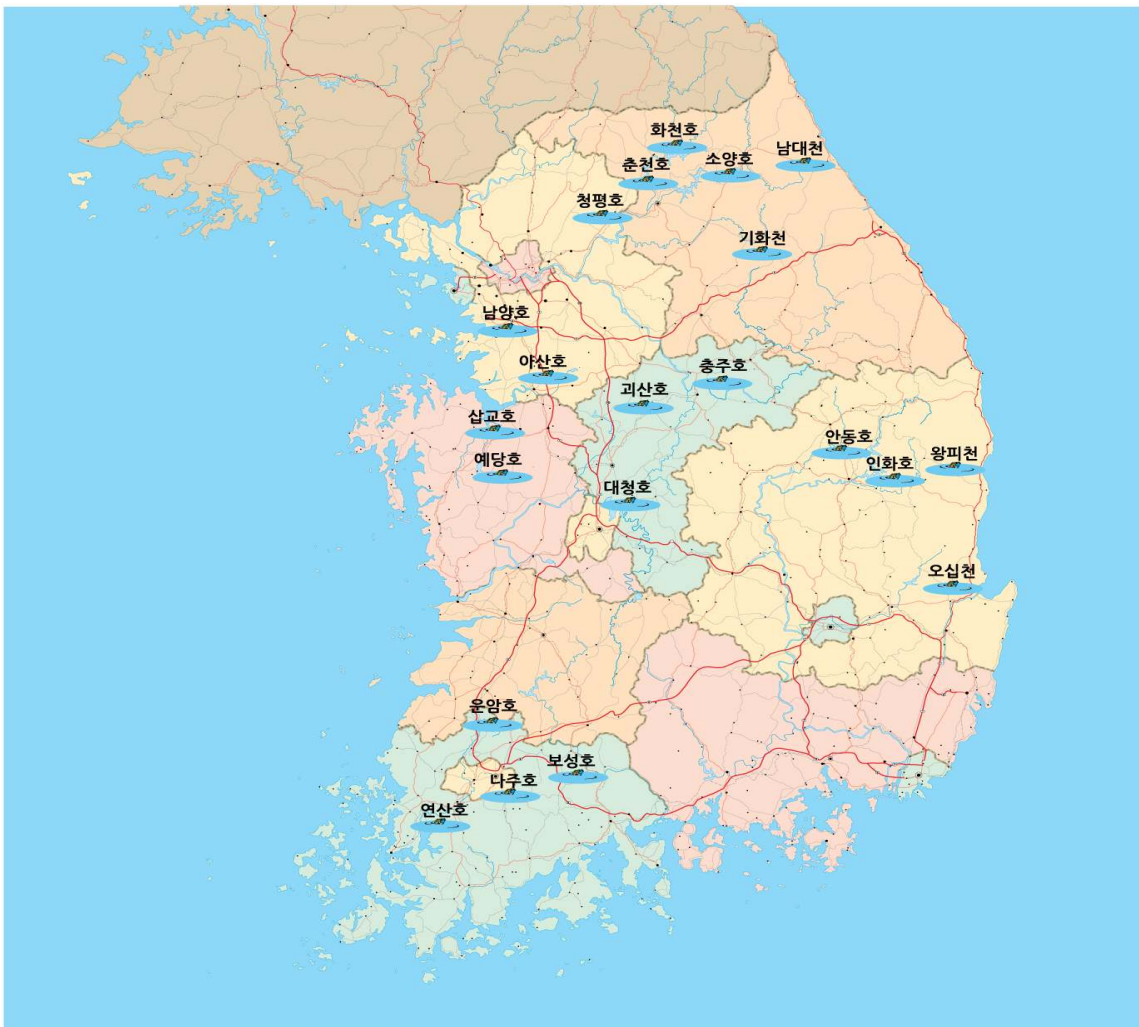 화천호
남대천
소양호
춘천호
청평호
기화천
남양호
야산호
충주호
괴산호
삽교호
안동호
왕피천
인화호
예당호
대청호
오십천
운암호
보성호
나주호
연산호